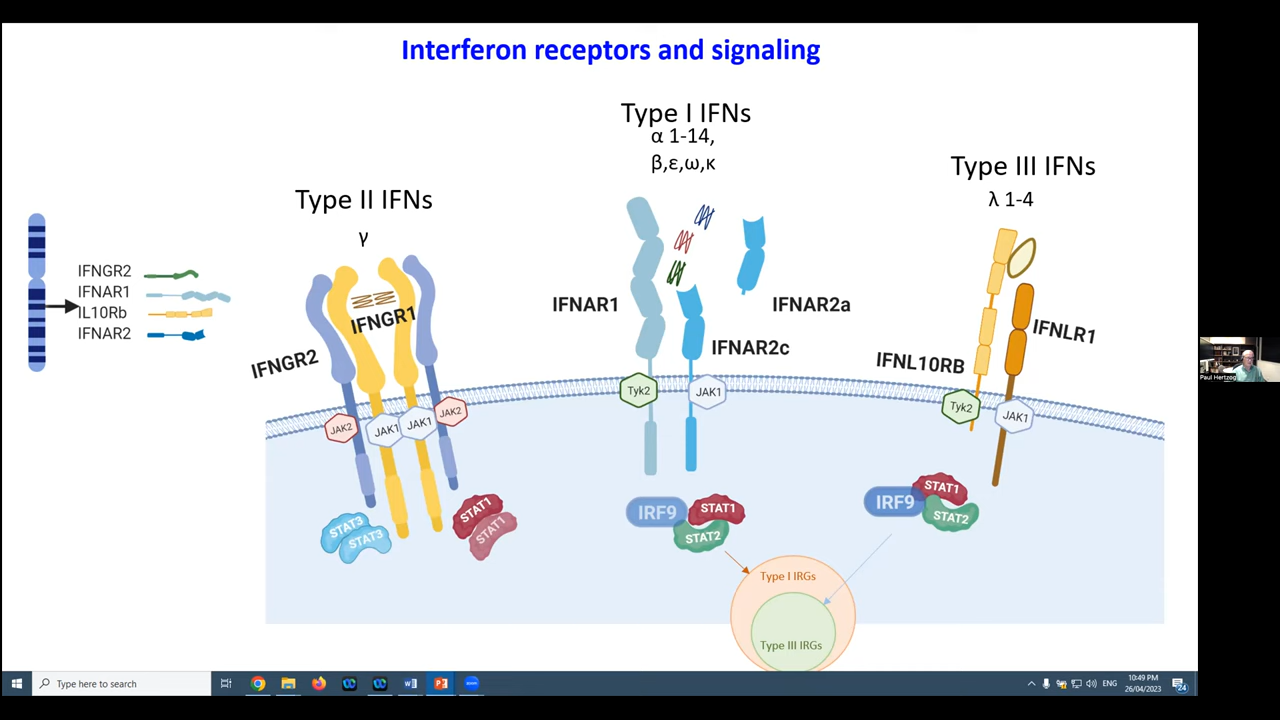 Interferon receptors and signaling
Type I IFNs
α 1-14,
β,ε,ω,κ
Type III IFNs
λ 1-4
Type II IFNs
γ
IFNGR2
IFNAR1
IL10Rb
IFNAR2
IFNGR1
IFNGR2
IFNAR1
IFNAR2a
IFNAR2c
IFNLR1
IFNL10RB
JAK2
JAK1
JAK1
JAK2
Tyk2
JAK1
Tyk2
JAK1
STAT3
STAT3
STAT1
STAT1
IRF9
STAT1
STAT2
IRF9
STAT1
STAT2
Type I IRGs
Type III IRGs
Paul Hertzog
Type here to search
ENG
10:49 PM
26/04/2023
24